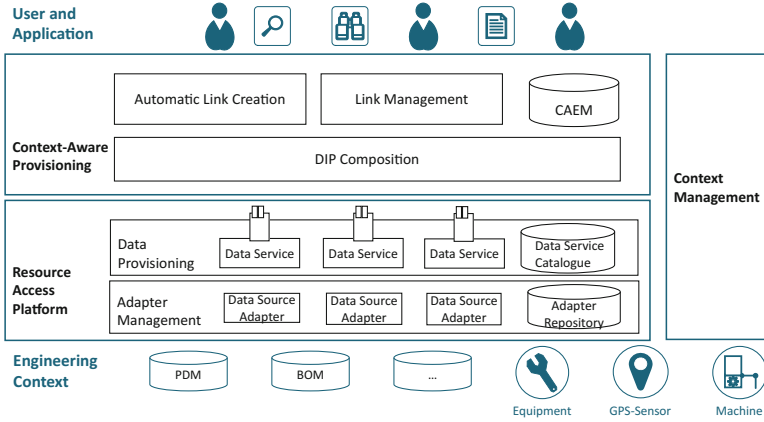 User and
Application
Automatic Link Creation
Link Management
CAEM
Context-Aware
Provisioning
DIP Composition
Context
Management
Data
Provisioning
Data Service
Data Service
Data Service
Data Service
Catalogue
Resource
Access
Platform
Adapter
Management
Data Source
Adapter
Data Source
Adapter
Data Source
Adapter
Adapter
Repository
Engineering
Context
PDM
BOM
...
Equipment
GPS-Sensor
Machine